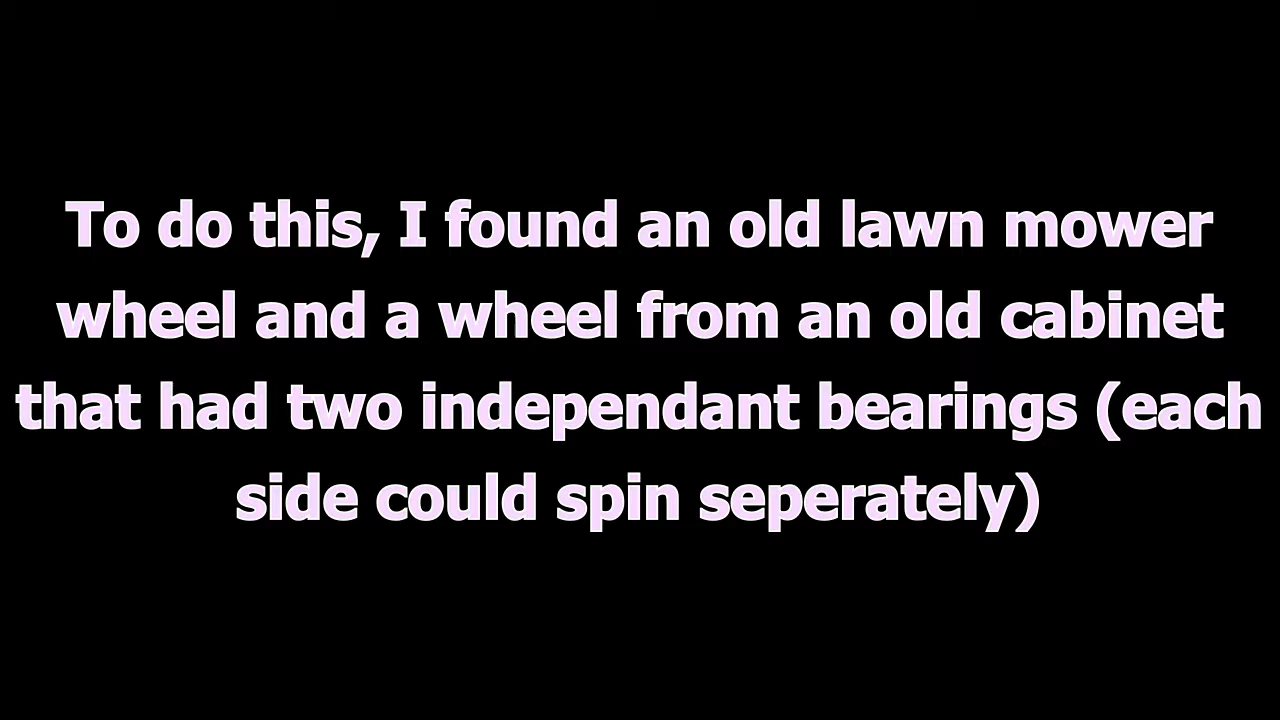 To do this, I found an old lawn mower
wheel and a wheel from an old cabinet
that had two independant bearings (each
side could spin seperately)